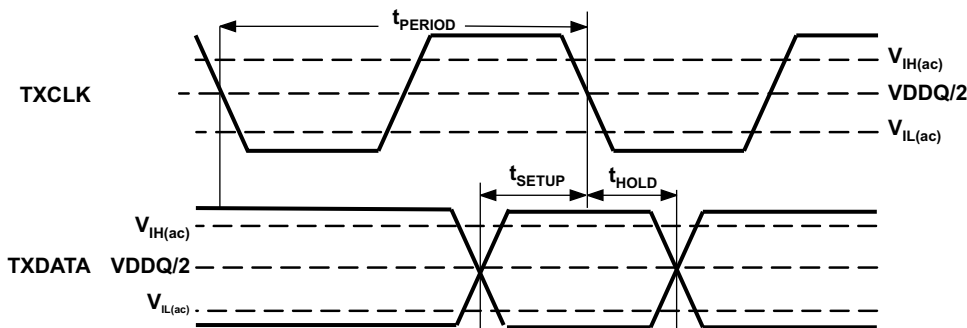 tPERIOD
VIH(ac)
TXCLK VDDQ/2
VIL(ac)
tSETUP tHOLD
VIH(ac)
TXDATA VDDQ/2
VIL(ac)